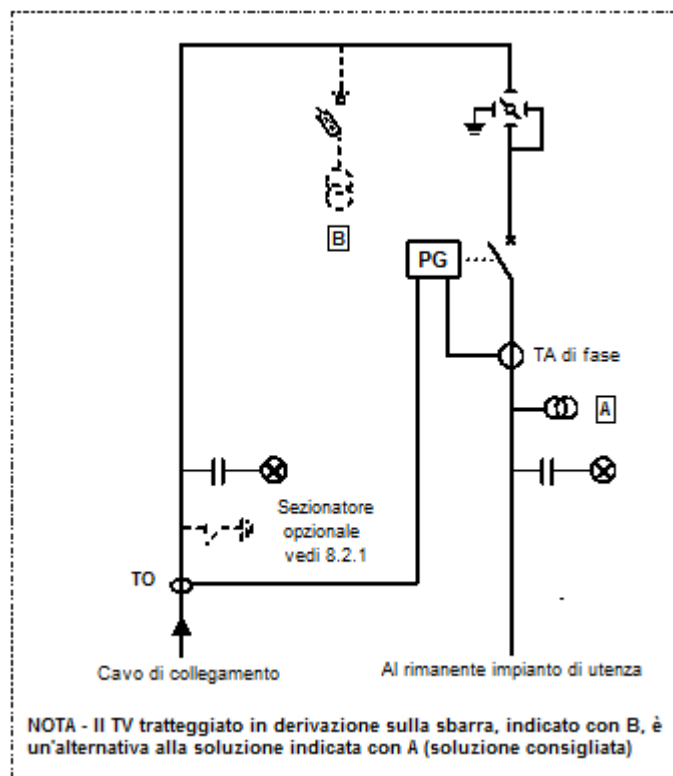 B
PG
TA di fase
A
Sezionatore
opzionale
vedi 8.2.1
TO
Cavo di collegamento
Al rimanente impianto di utenza
NOTA - Il TV tratteggiato in derivazione sulla sbarra, indicato con B, è
un'alternativa alla soluzione indicata con A (soluzione consigliata)